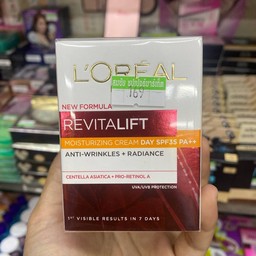 L'ORÉAL
169
NEW FORMULA
REVITALIFT
MOISTURIZING CREAM DAY SPF35 PA++
ANTI-WRINKLES + RADIANCE
CENTELLA ASIATICA + PRO-RETINOL A
UVA/UVB PROTECTION
1ST VISIBLE RESULTS IN 7 DAYS